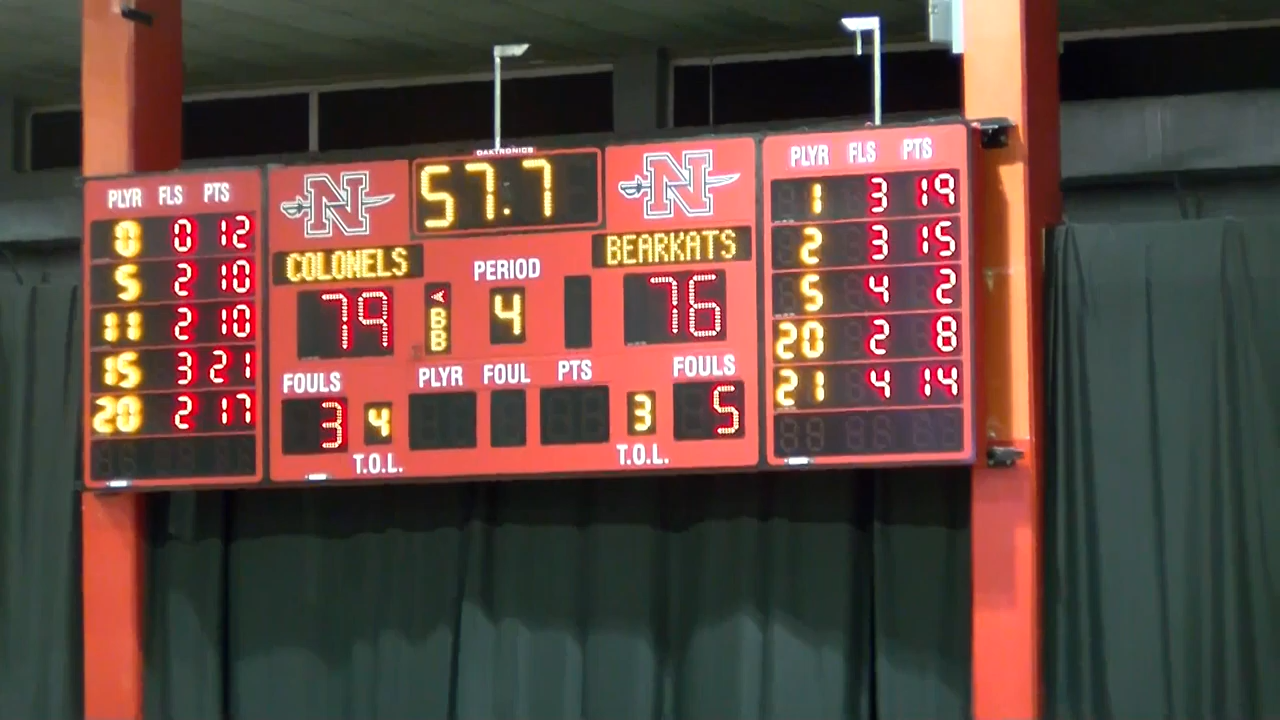 DAKTRONICS
PLYR FLS PTS
0 0 12
5 2 10
11 2 10
15 3 21
20 2 17
N
57.7
N
COLONELS
BEARKATS
PERIOD
79
B
B
4
76
FOULS
PLYR FOUL PTS
FOULS
3 4
3 5
T.O.L.
T.O.L.
PLYR FLS PTS
1 3 19
2 3 15
5 4 2
20 2 8
21 4 14